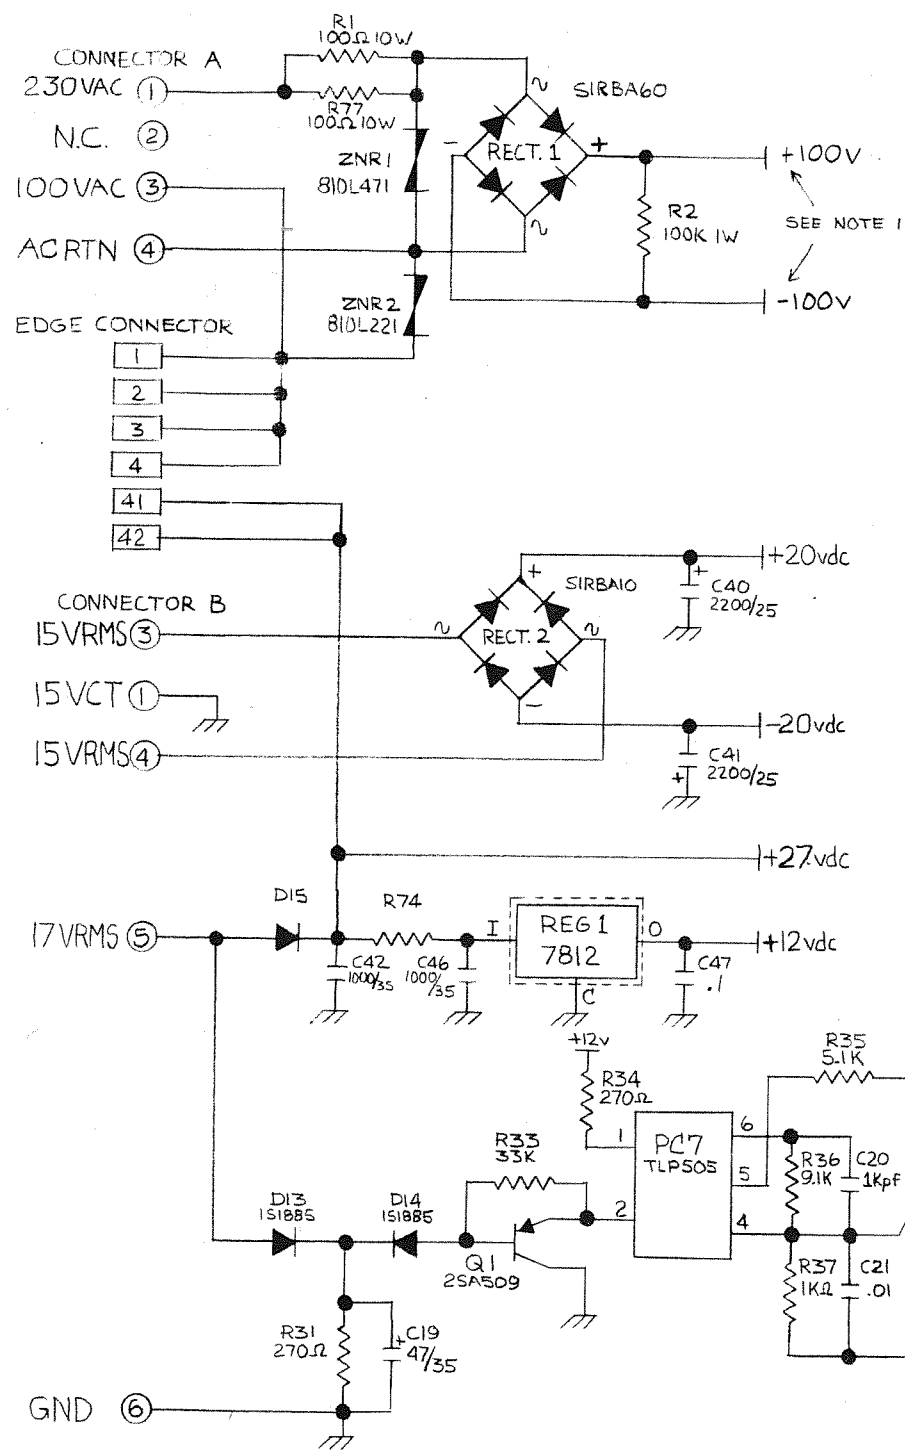 R1
100Ω 10W
CONNECTOR A
230VAC 1
R77
100Ω 10W
N.C. 2
100VAC 3
ZNR1
810L471
ACRTN 4
ZNR2
810L221
~
SIRBA60
- RECT.1 +
~
R2
100K 1W
+100V
SEE NOTE 1
-100V
EDGE CONNECTOR
1
2
3
4
41
42
CONNECTOR B
15VRMS 3
15VCT 1
15VRMS 4
+
SIRBA10
~ RECT.2 ~
-
+20vdc
+ C40
2200/25
-20vdc
C41
+ 2200/25
+27.vdc
D15
R74
17VRMS 5
C42
1000/35
C46
1000/35
I REG 1 O
7812
C
C47
.1
+12vdc
+12v
R34
270Ω
R35
5.1K
1 PC7 6
TLP505
5
2 4
R36
9.1K
C20
1Kpf
R37
1KΩ
C21
.01
R33
33K
D13
1S1885
D14
1S1885
Q1
2SA509
R31
270Ω
+ C19
47/35
GND 6